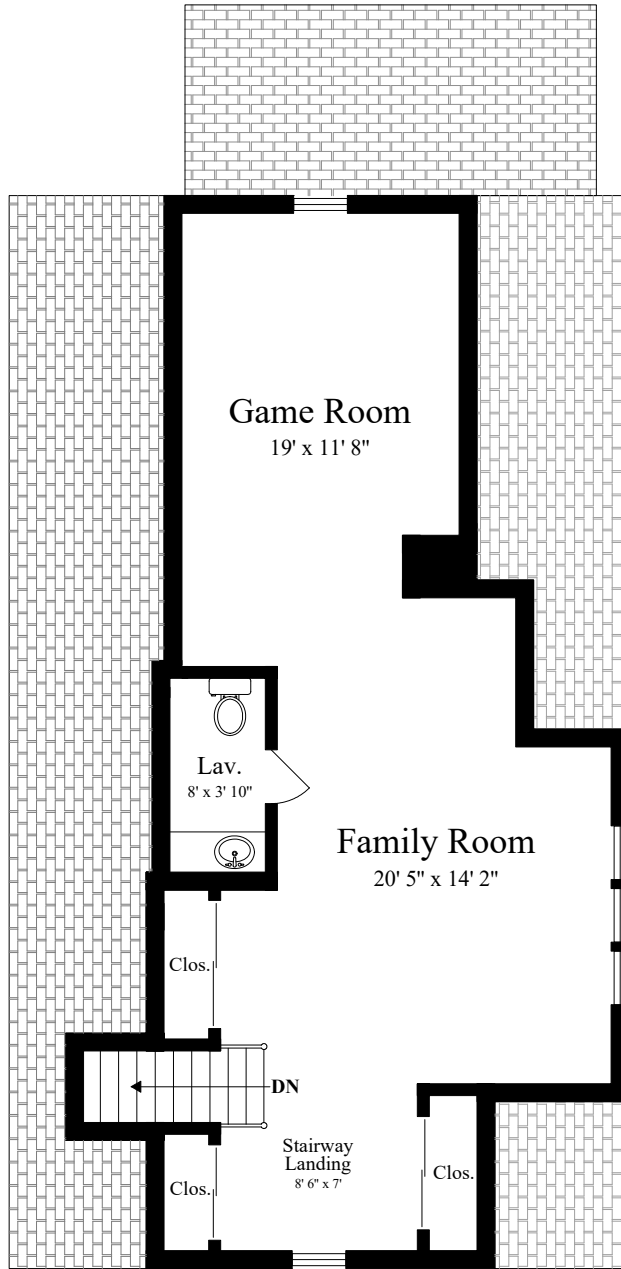 Game Room
19' x 11' 8"
Lav.
8' x 3' 10"
Family Room
20' 5" x 14' 2"
Clos.
DN
Stairway
Landing
8' 6" x 7'
Clos.
Clos.